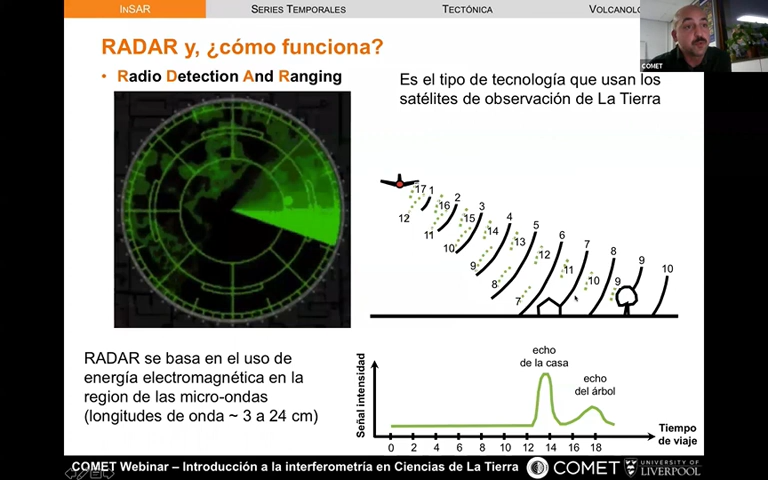 InSAR
SERIES TEMPORALES
TECTÓNICA
VOLCANOL
COMET
RADAR y, ¿cómo funciona?
• Radio Detection And Ranging
Es el tipo de tecnología que usan los
satélites de observación de La Tierra
17 1 2 3 4 5 6 7 8 9 10
12 11 10 9 8 7
16 15 14 13 12 11 10 9
RADAR se basa en el uso de
energía electromagnética en la
region de las micro-ondas
(longitudes de onda ~ 3 a 24 cm)
Señal intensidad
echo
de la casa
echo
del árbol
0 2 4 6 8 10 12 14 16 18
Tiempo
de viaje
COMET Webinar – Introducción a la interferometría en Ciencias de La Tierra
COMET
UNIVERSITY OF
LIVERPOOL